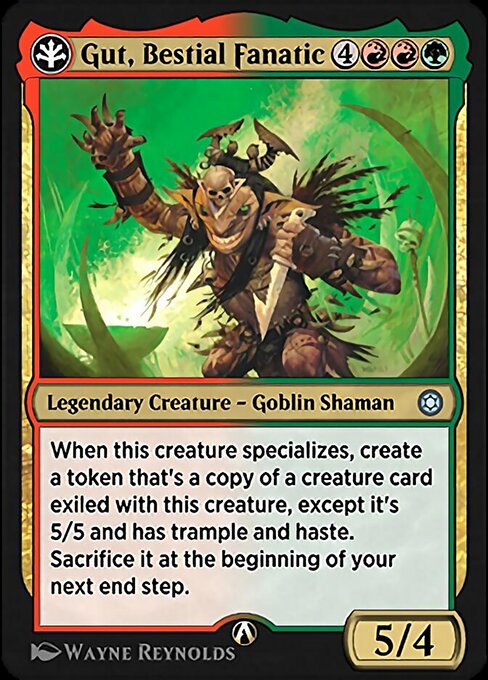 Gut, Bestial Fanatic 4
Legendary Creature – Goblin Shaman
When this creature specializes, create
a token that's a copy of a creature card
exiled with this creature, except it's
5/5 and has trample and haste.
Sacrifice it at the beginning of your
next end step.
5/4
Wayne Reynolds